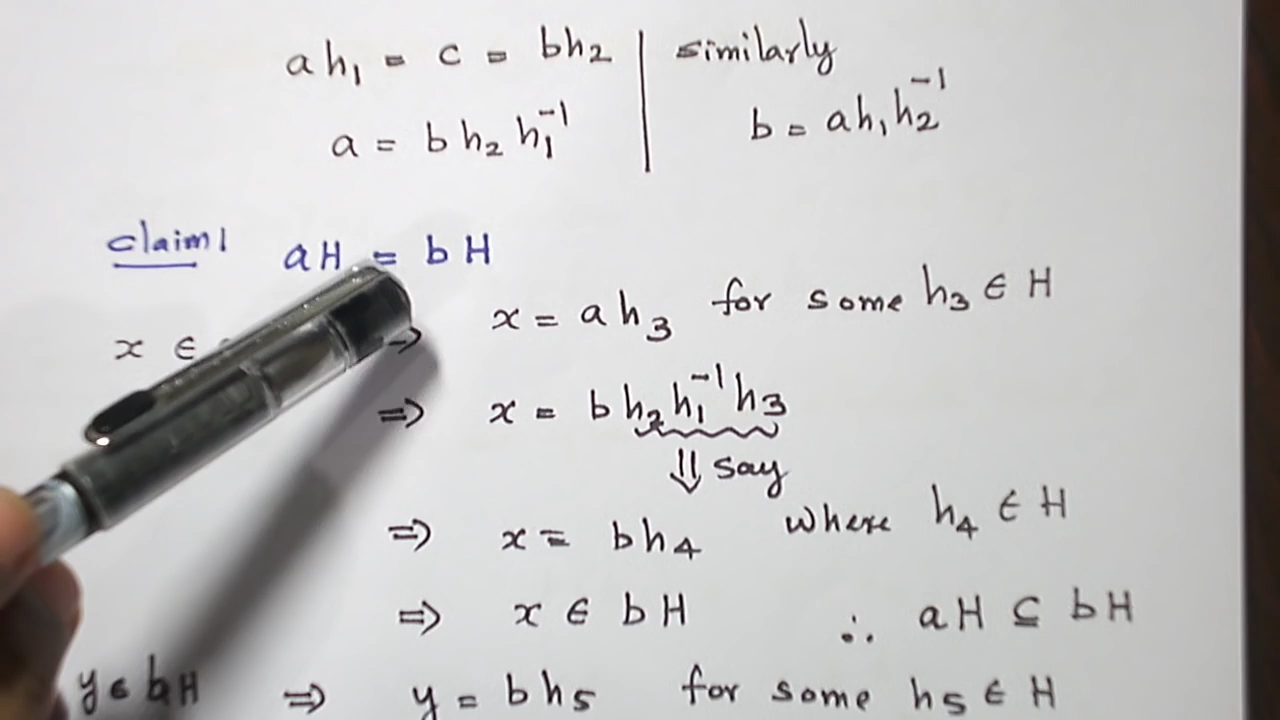 ah₁ = c = bh₂ | similarly
a = bh₂h₁⁻¹ | b = ah₁h₂⁻¹
claim1 aH = bH
x ∈ ⇒ x = ah₃ for some h₃ ∈ H
⇒ x = bh₂h₁⁻¹h₃
⇓ say
⇒ x = bh₄ where h₄ ∈ H
⇒ x ∈ bH ∴ aH ⊆ bH
y ∈ bH ⇒ y = bh₅ for some h₅ ∈ H